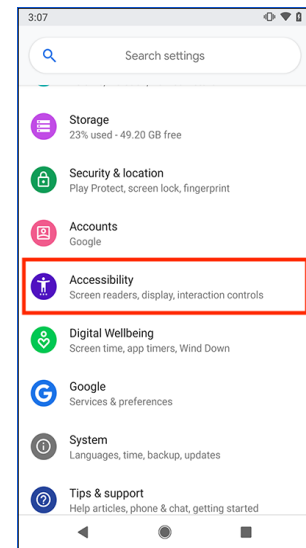 3:07
Search settings
Storage
23% used - 49.20 GB free
Security & location
Play Protect, screen lock, fingerprint
Accounts
Google
Accessibility
Screen readers, display, interaction controls
Digital Wellbeing
Screen time, app timers, Wind Down
Google
Services & preferences
System
Languages, time, backup, updates
Tips & support
Help articles, phone & chat, getting started